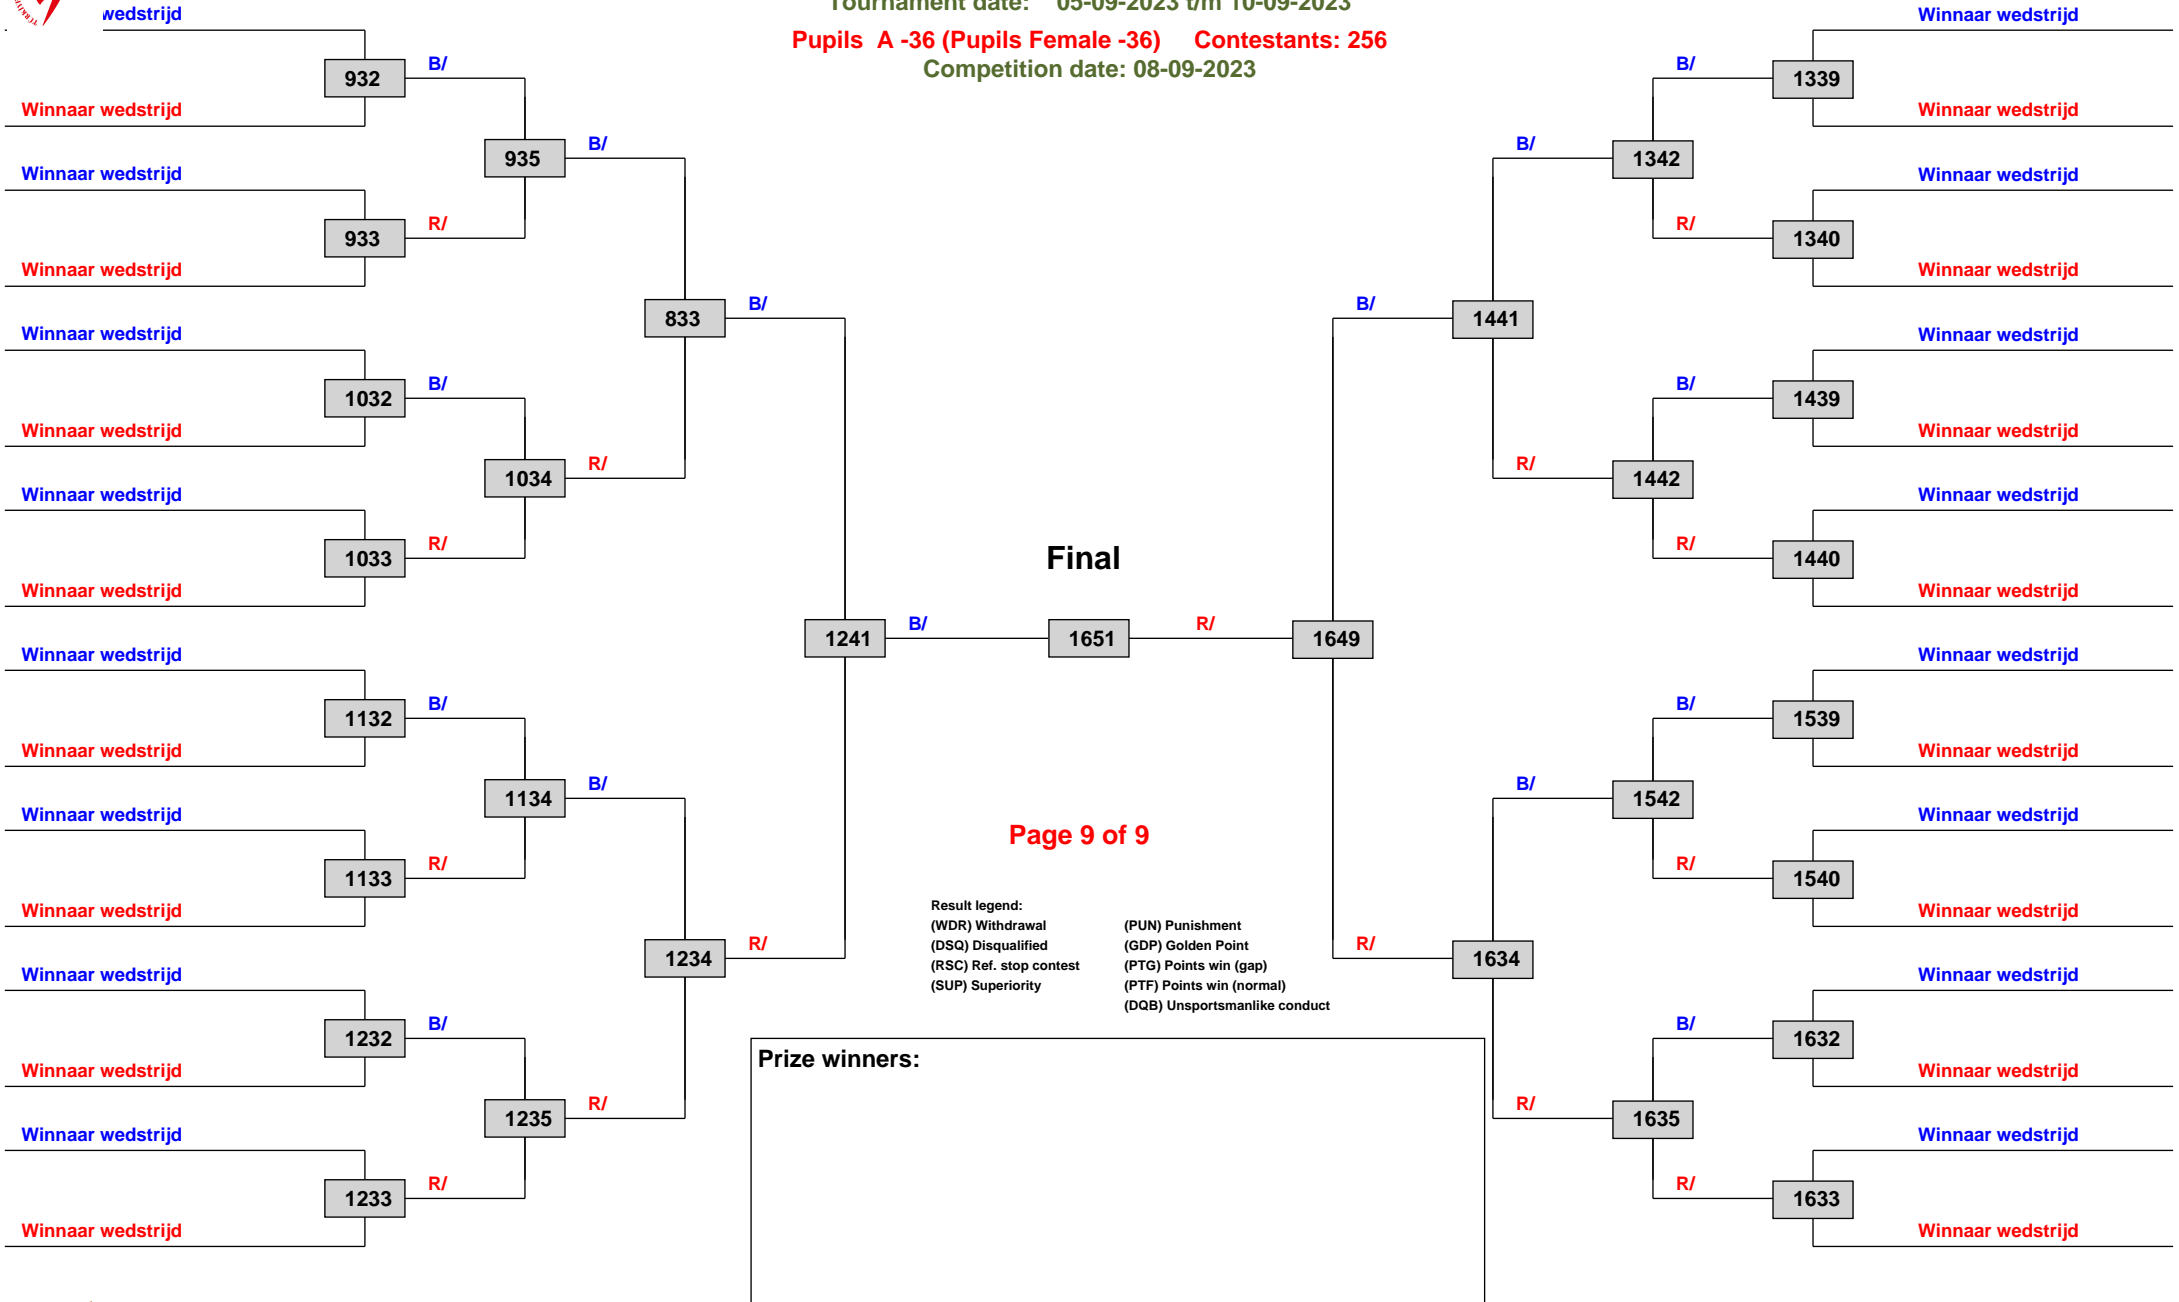 Tournament date: 05-09-2023 t/m 10-09-2023
Pupils A -36 (Pupils Female -36) Contestants: 256
Competition date: 08-09-2023
wedstrijd
932
B/
Winnaar wedstrijd
935
B/
Winnaar wedstrijd
933
R/
Winnaar wedstrijd
833
B/
Winnaar wedstrijd
1032
B/
Winnaar wedstrijd
1034
R/
Winnaar wedstrijd
1033
R/
Winnaar wedstrijd
1241
B/
Winnaar wedstrijd
1132
B/
Winnaar wedstrijd
1134
B/
Winnaar wedstrijd
1133
R/
Winnaar wedstrijd
1234
R/
Winnaar wedstrijd
1232
B/
Winnaar wedstrijd
1235
R/
Winnaar wedstrijd
1233
R/
Winnaar wedstrijd
Final
1651
R/
1649
Page 9 of 9
Result legend:
(WDR) Withdrawal (PUN) Punishment
(DSQ) Disqualified (GDP) Golden Point
(RSC) Ref. stop contest (PTG) Points win (gap)
(SUP) Superiority (PTF) Points win (normal)
(DQB) Unsportsmanlike conduct
Prize winners:
Winnaar wedstrijd
B/
1339
Winnaar wedstrijd
B/
1342
Winnaar wedstrijd
R/
1340
Winnaar wedstrijd
B/
1441
Winnaar wedstrijd
B/
1439
Winnaar wedstrijd
R/
1442
Winnaar wedstrijd
R/
1440
Winnaar wedstrijd
Winnaar wedstrijd
B/
1539
Winnaar wedstrijd
B/
1542
Winnaar wedstrijd
R/
1540
Winnaar wedstrijd
R/
1634
Winnaar wedstrijd
B/
1632
Winnaar wedstrijd
R/
1635
Winnaar wedstrijd
R/
1633
Winnaar wedstrijd